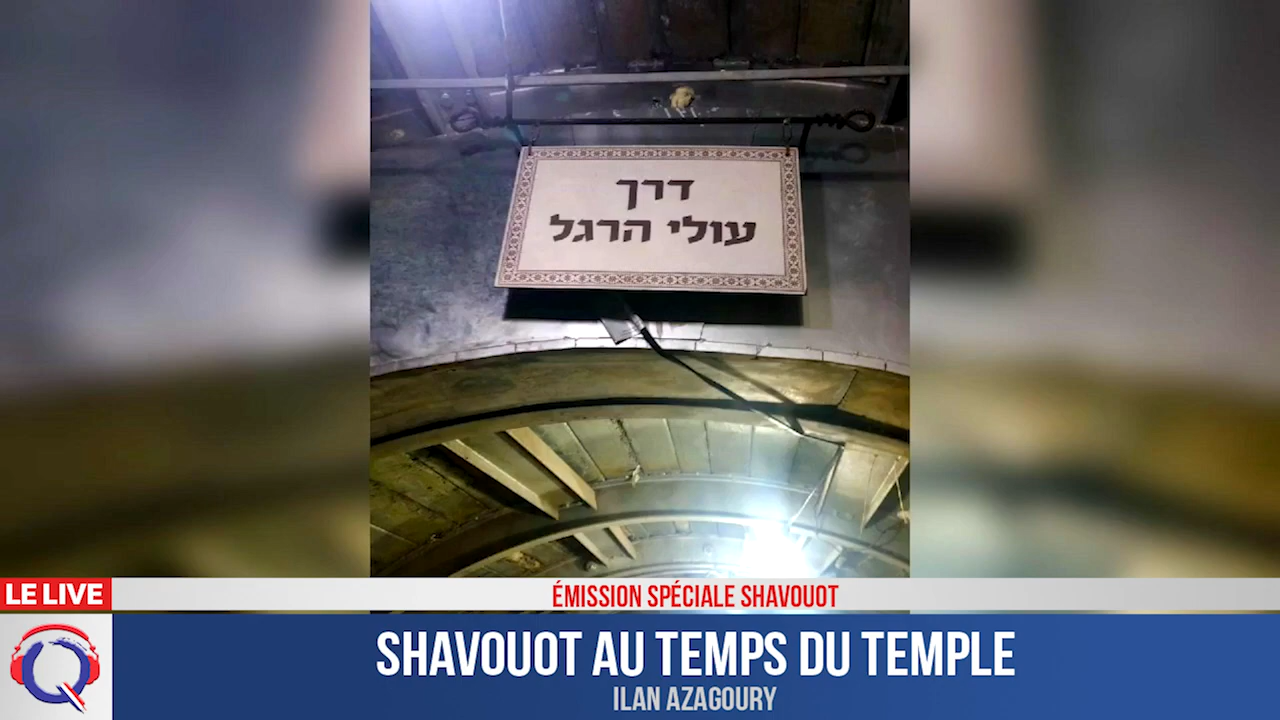 דרך
עולי הרגל
LE LIVE
ÉMISSION SPÉCIALE SHAVOUOT
SHAVOUOT AU TEMPS DU TEMPLE
ILAN AZAGOURY